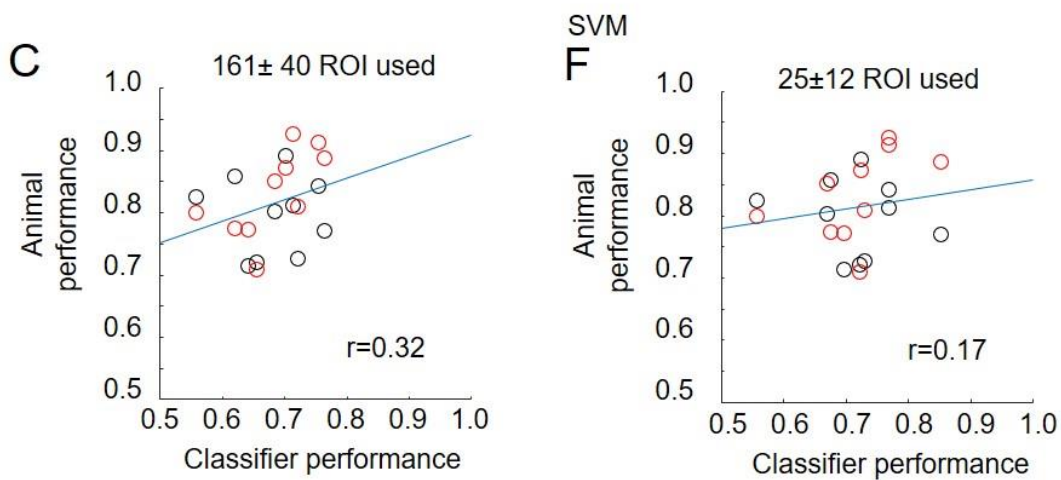 C
161± 40 ROI used
Animal
performance
1.0
0.9
0.8
0.7
0.6
0.5
r=0.32
0.5 0.6 0.7 0.8 0.9 1.0
Classifier performance
SVM
F
25±12 ROI used
Animal
performance
1.0
0.9
0.8
0.7
0.6
0.5
r=0.17
0.5 0.6 0.7 0.8 0.9 1.0
Classifier performance